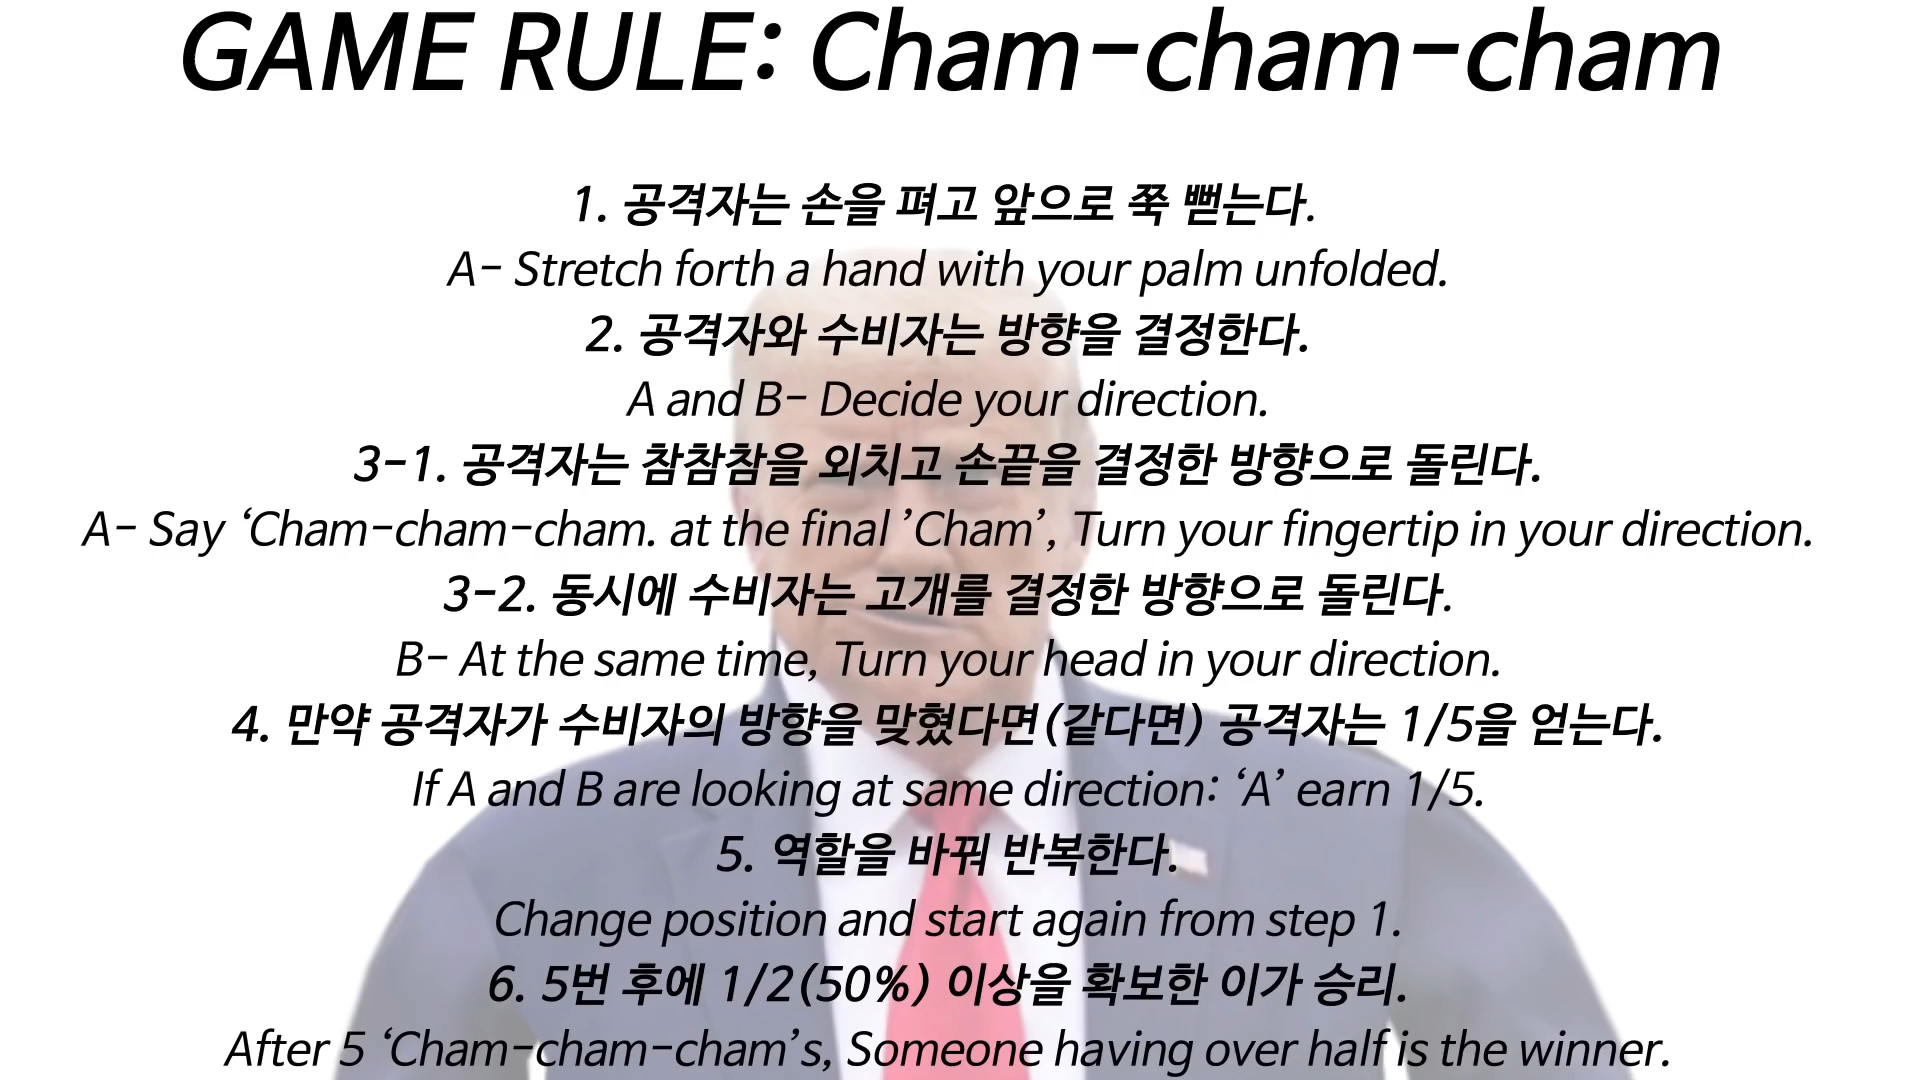 GAME RULE: Cham-cham-cham
1. 공격자는 손을 펴고 앞으로 쭉 뻗는다.
A- Stretch forth a hand with your palm unfolded.
2. 공격자와 수비자는 방향을 결정한다.
A and B- Decide your direction.
3-1. 공격자는 참참참을 외치고 손끝을 결정한 방향으로 돌린다.
A- Say ‘Cham-cham-cham. at the final ’Cham’, Turn your fingertip in your direction.
3-2. 동시에 수비자는 고개를 결정한 방향으로 돌린다.
B- At the same time, Turn your head in your direction.
4. 만약 공격자가 수비자의 방향을 맞혔다면(같다면) 공격자는 1/5을 얻는다.
If A and B are looking at same direction: ‘A’ earn 1/5.
5. 역할을 바꿔 반복한다.
Change position and start again from step 1.
6. 5번 후에 1/2(50%) 이상을 확보한 이가 승리.
After 5 ‘Cham-cham-cham’s, Someone having over half is the winner.